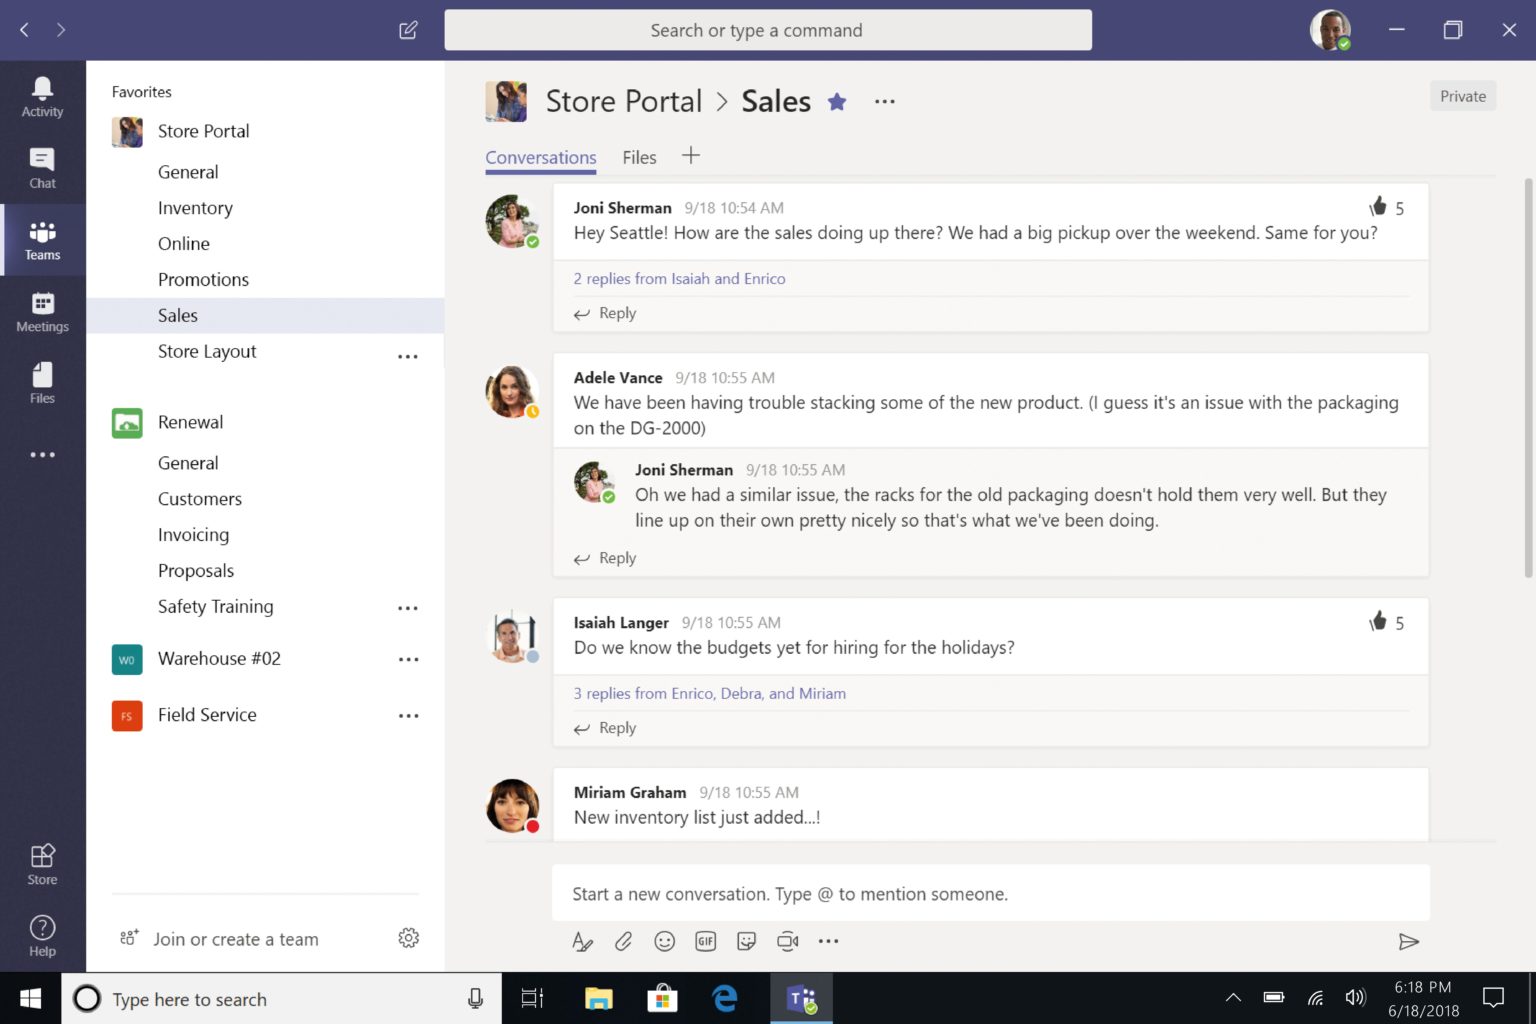 Search or type a command
Activity
Chat
Teams
Meetings
Files
Store
Help
Favorites
Store Portal
General
Inventory
Online
Promotions
Sales
Store Layout
Renewal
General
Customers
Invoicing
Proposals
Safety Training
W0 Warehouse #02
FS Field Service
Join or create a team
Store Portal > Sales
Private
Conversations Files
Joni Sherman 9/18 10:54 AM
5
Hey Seattle! How are the sales doing up there? We had a big pickup over the weekend. Same for you?
2 replies from Isaiah and Enrico
Reply
Adele Vance 9/18 10:55 AM
We have been having trouble stacking some of the new product. (I guess it's an issue with the packaging
on the DG-2000)
Joni Sherman 9/18 10:55 AM
Oh we had a similar issue, the racks for the old packaging doesn't hold them very well. But they
line up on their own pretty nicely so that's what we've been doing.
Reply
Isaiah Langer 9/18 10:55 AM
5
Do we know the budgets yet for hiring for the holidays?
3 replies from Enrico, Debra, and Miriam
Reply
Miriam Graham 9/18 10:55 AM
New inventory list just added...!
Start a new conversation. Type @ to mention someone.
GIF
Type here to search
T
6:18 PM
6/18/2018